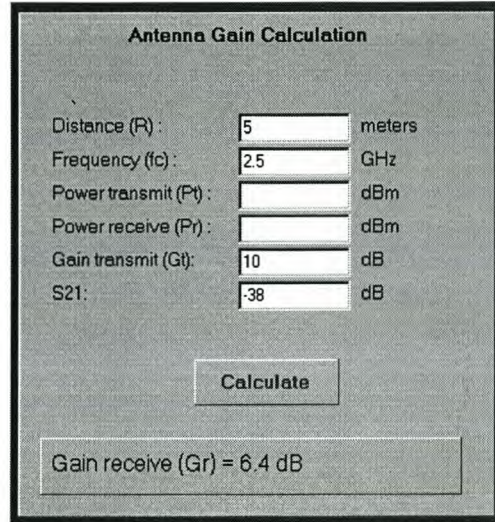 Antenna Gain Calculation
Distance (R) : 5 meters
Frequency (fc) : 2.5 GHz
Power transmit (Pt) : dBm
Power receive (Pr) : dBm
Gain transmit (Gt): 10 dB
S21: -38 dB
Calculate
Gain receive (Gr) = 6.4 dB